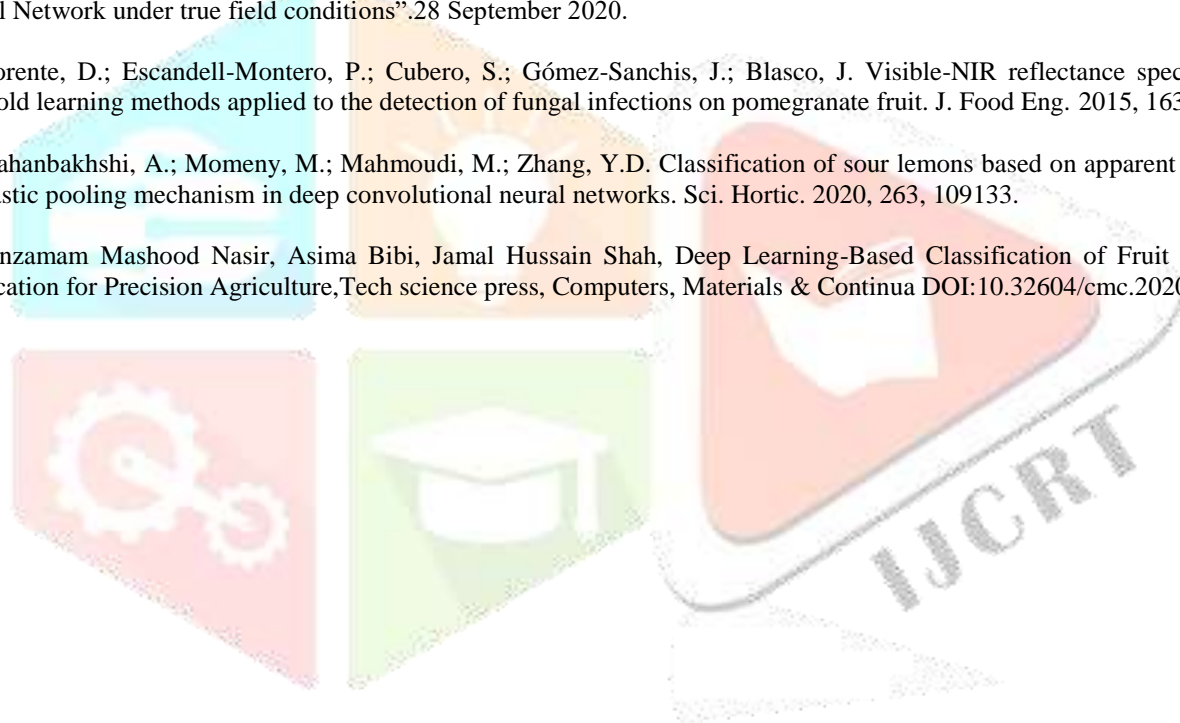 l Network under true field conditions”.28 September 2020.
orente, D.; Escandell-Montero, P.; Cubero, S.; Gómez-Sanchis, J.; Blasco, J. Visible-NIR reflectance spec
old learning methods applied to the detection of fungal infections on pomegranate fruit. J. Food Eng. 2015, 163
ahanbakhshi, A.; Momeny, M.; Mahmoudi, M.; Zhang, Y.D. Classification of sour lemons based on apparent
astic pooling mechanism in deep convolutional neural networks. Sci. Hortic. 2020, 263, 109133.
nzamam Mashood Nasir, Asima Bibi, Jamal Hussain Shah, Deep Learning-Based Classification of Fruit
cation for Precision Agriculture,Tech science press, Computers, Materials & Continua DOI:10.32604/cmc.2020
IJCRT